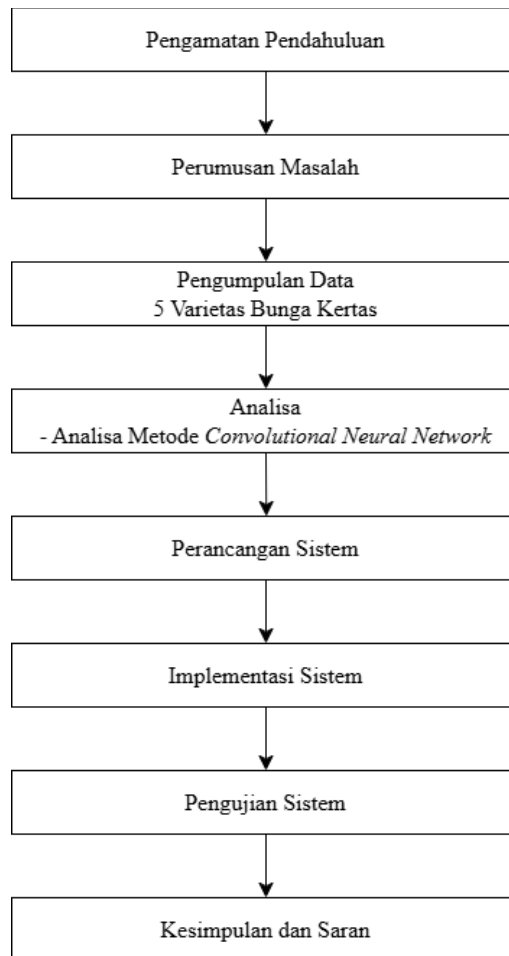 Pengamatan Pendahuluan
Perumusan Masalah
Pengumpulan Data
5 Varietas Bunga Kertas
Analisa
- Analisa Metode Convolutional Neural Network
Perancangan Sistem
Implementasi Sistem
Pengujian Sistem
Kesimpulan dan Saran